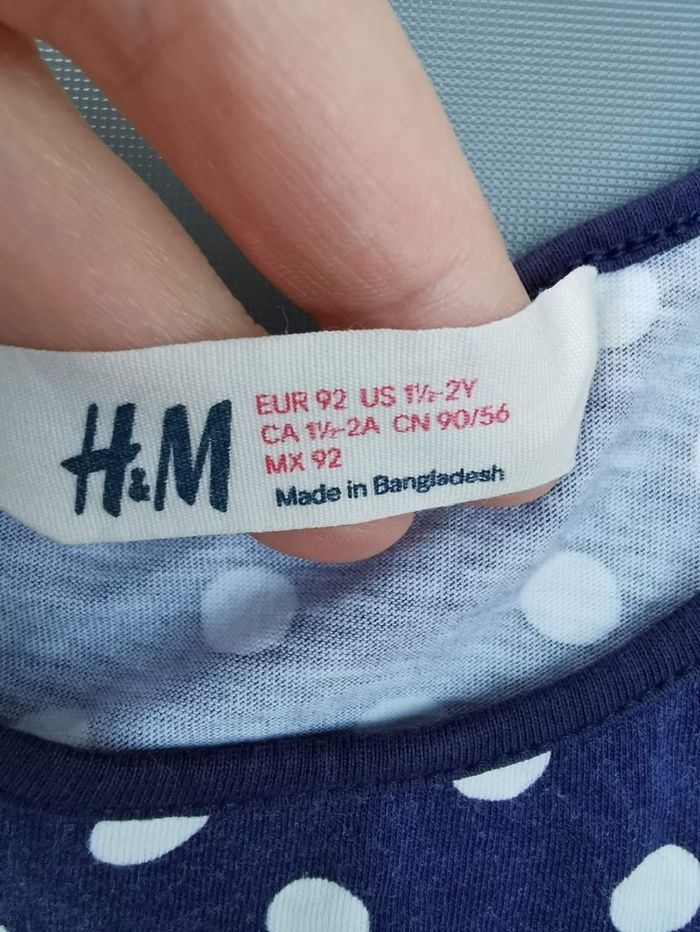 H&M
EUR 92 US 1½-2Y
CA 1½-2A CN 90/56
MX 92
Made in Bangladesh